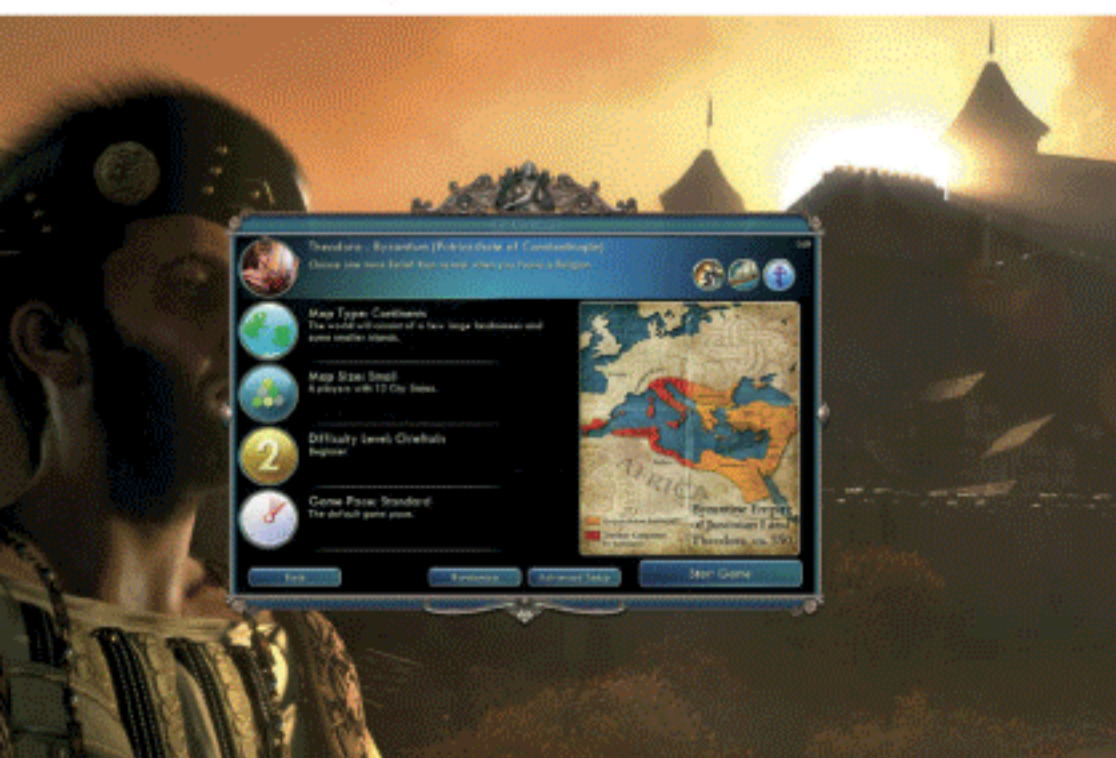 Theodora - Byzantium (Patriarchate of Constantinople)
Choose one more Belief than normal when you found a Religion.
Map Type: Continents
The world will consist of a few large landmasses and
some smaller islands.
Map Size: Small
6 players with 12 City States.
Difficulty Level: Chieftain
Beginner
2
Game Pace: Standard
The default game pace.
AFRICA
Byzantine Empire
of Justinian I and
Theodora, ca. 550
Back
Randomize
Advanced Setup
Start Game